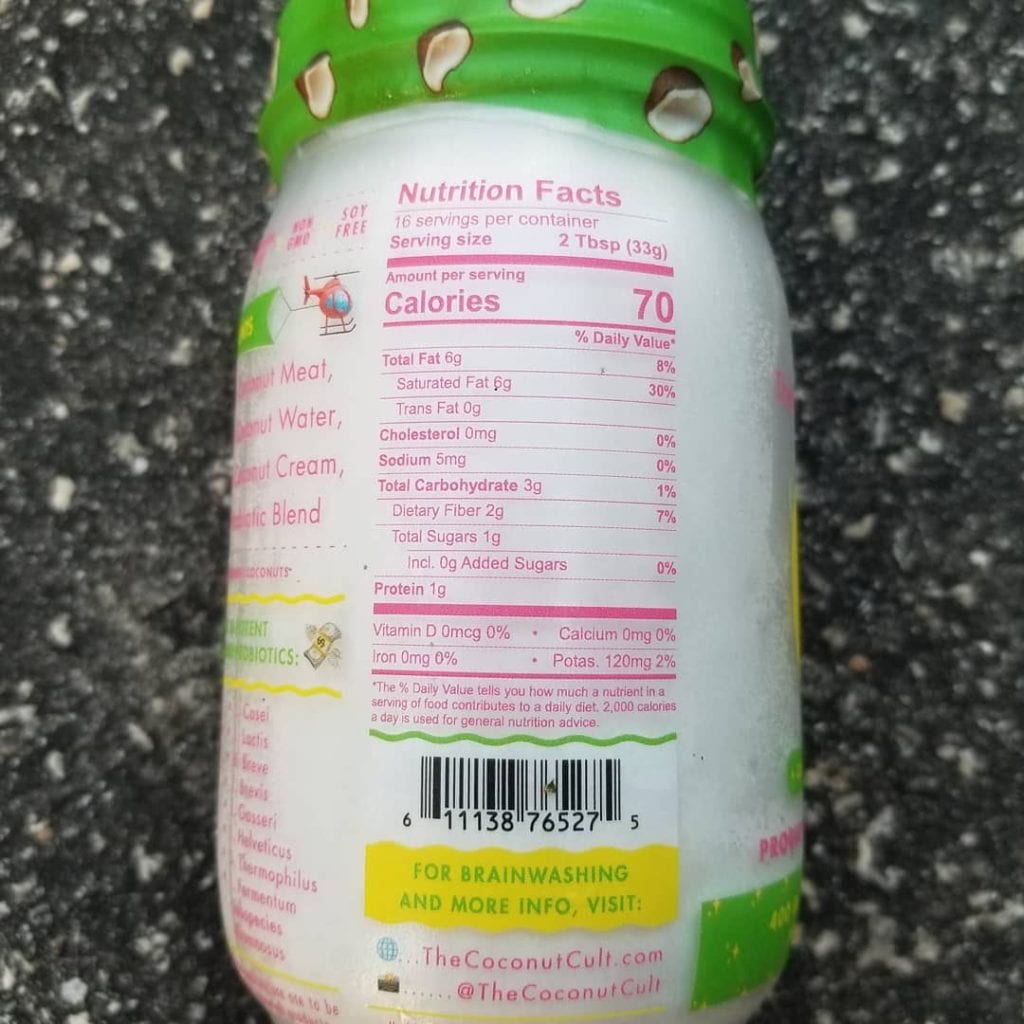 NON GMO
SOY FREE
Meat,
Water,
Cream,
Blend
COCONUTS
Casei
Lactis
Breve
Brevis
Gasseri
Helveticus
Thermophilus
Fermentum
Nutrition Facts
16 servings per container
Serving size 2 Tbsp (33g)
Amount per serving
Calories 70
% Daily Value*
Total Fat 6g 8%
Saturated Fat 6g 30%
Trans Fat 0g
Cholesterol 0mg 0%
Sodium 5mg 0%
Total Carbohydrate 3g 1%
Dietary Fiber 2g 7%
Total Sugars 1g
Incl. 0g Added Sugars 0%
Protein 1g
Vitamin D 0mcg 0% • Calcium 0mg 0%
Iron 0mg 0% • Potas. 120mg 2%
*The % Daily Value tells you how much a nutrient in a
serving of food contributes to a daily diet. 2,000 calories
a day is used for general nutrition advice.
6 11138 76527 5
FOR BRAINWASHING
AND MORE INFO, VISIT:
...TheCoconutCult.com
......@TheCoconutCult